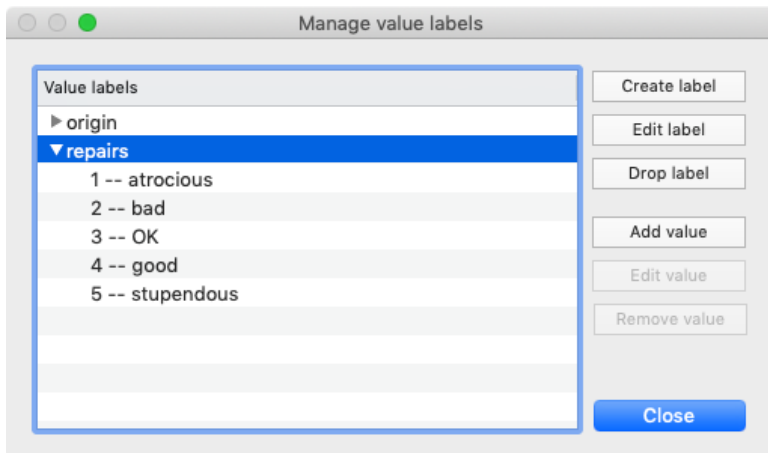 Manage value labels
Value labels
origin
repairs
1 -- atrocious
2 -- bad
3 -- OK
4 -- good
5 -- stupendous
Create label
Edit label
Drop label
Add value
Edit value
Remove value
Close